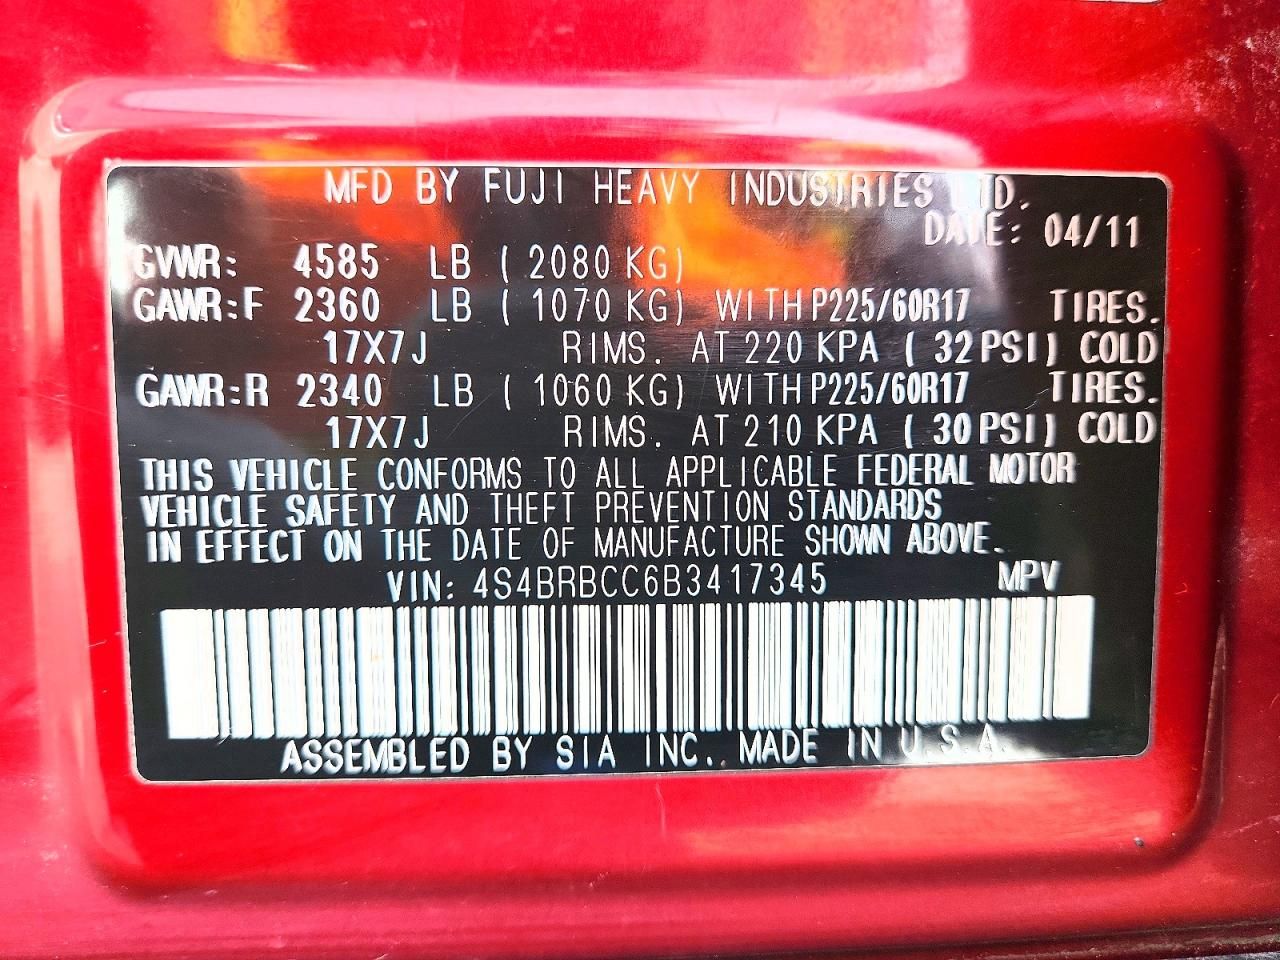 MFD BY FUJI HEAVY INDUSTRIES LTD.
DATE: 04/11
GVWR: 4585 LB ( 2080 KG)
GAWR:F 2360 LB ( 1070 KG) WITH P225/60R17 TIRES.
17X7J RIMS. AT 220 KPA ( 32 PSI) COLD
GAWR:R 2340 LB ( 1060 KG) WITH P225/60R17 TIRES.
17X7J RIMS. AT 210 KPA ( 30 PSI) COLD
THIS VEHICLE CONFORMS TO ALL APPLICABLE FEDERAL MOTOR
VEHICLE SAFETY AND THEFT PREVENTION STANDARDS
IN EFFECT ON THE DATE OF MANUFACTURE SHOWN ABOVE.
VIN: 4S4BRBCC6B3417345 MPV
ASSEMBLED BY SIA INC. MADE IN U.S.A.